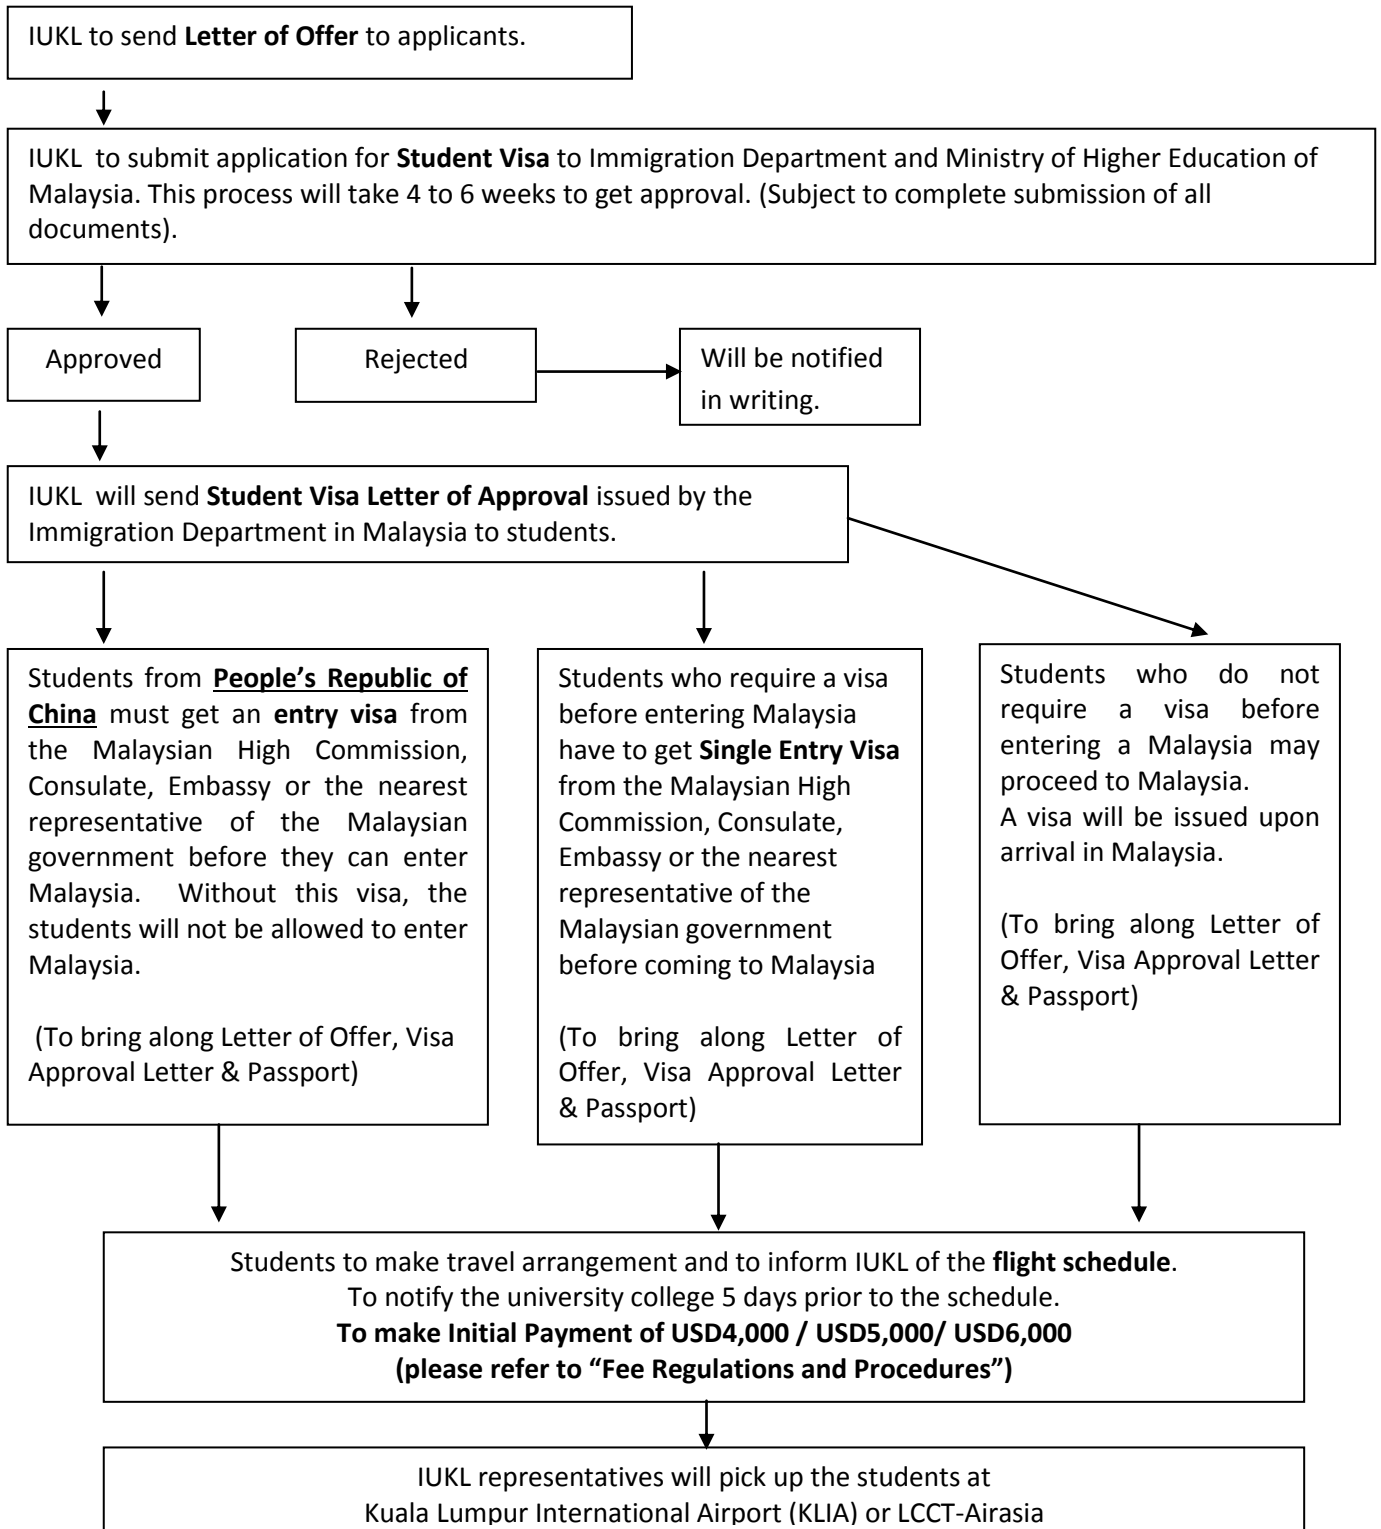 IUKL to send Letter of Offer to applicants.
IUKL to submit application for Student Visa to Immigration Department and Ministry of Higher Education of
Malaysia. This process will take 4 to 6 weeks to get approval. (Subject to complete submission of all
documents).
Approved
Rejected
Will be notified
in writing.
IUKL will send Student Visa Letter of Approval issued by the
Immigration Department in Malaysia to students.
Students from People's Republic of
China must get an entry visa from
the Malaysian High Commission,
Consulate, Embassy or the nearest
representative of the Malaysian
government before they can enter
Malaysia. Without this visa, the
students will not be allowed to enter
Malaysia.
(To bring along Letter of Offer, Visa
Approval Letter & Passport)
Students who require a visa
before entering Malaysia
have to get Single Entry Visa
from the Malaysian High
Commission, Consulate,
Embassy or the nearest
representative of the
Malaysian government
before coming to Malaysia
(To bring along Letter of
Offer, Visa Approval Letter
& Passport)
Students who do not
require a visa before
entering a Malaysia may
proceed to Malaysia.
A visa will be issued upon
arrival in Malaysia.
(To bring along Letter of
Offer, Visa Approval Letter
& Passport)
Students to make travel arrangement and to inform IUKL of the flight schedule.
To notify the university college 5 days prior to the schedule.
To make Initial Payment of USD4,000 / USD5,000/ USD6,000
(please refer to “Fee Regulations and Procedures”)
IUKL representatives will pick up the students at
Kuala Lumpur International Airport (KLIA) or LCCT-Airasia